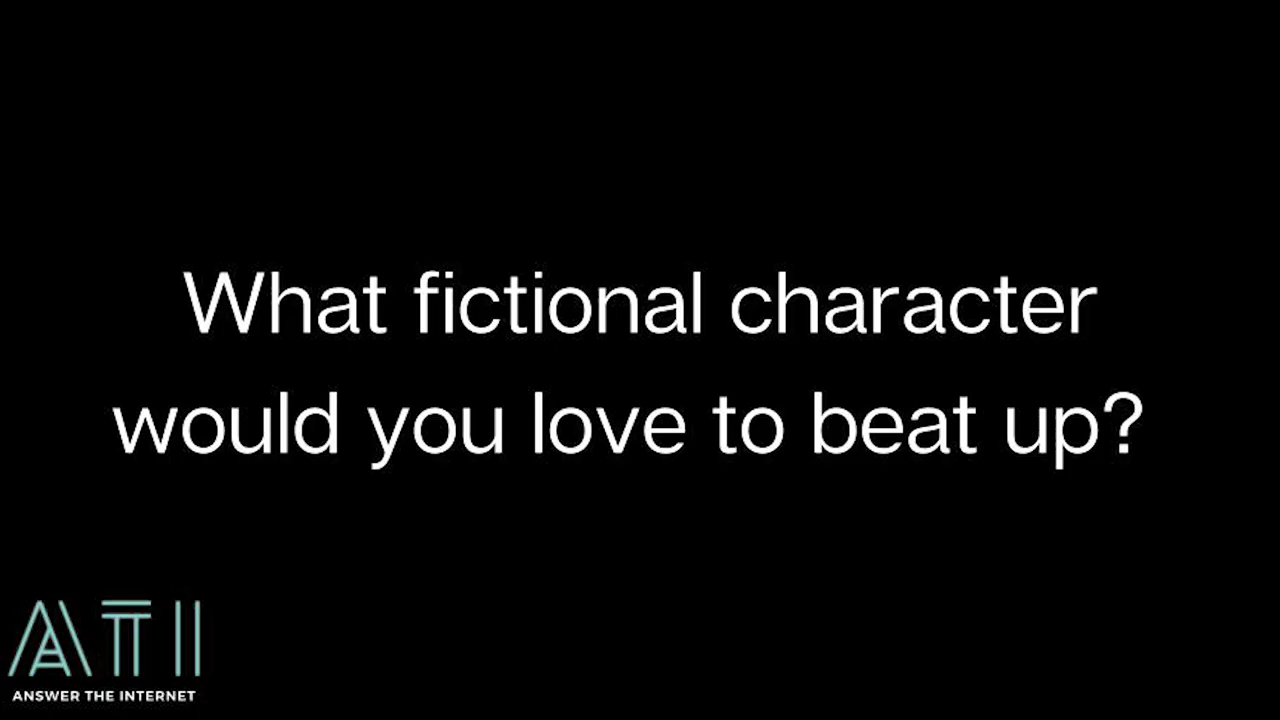 What fictional character
would you love to beat up?
ATI
ANSWER THE INTERNET